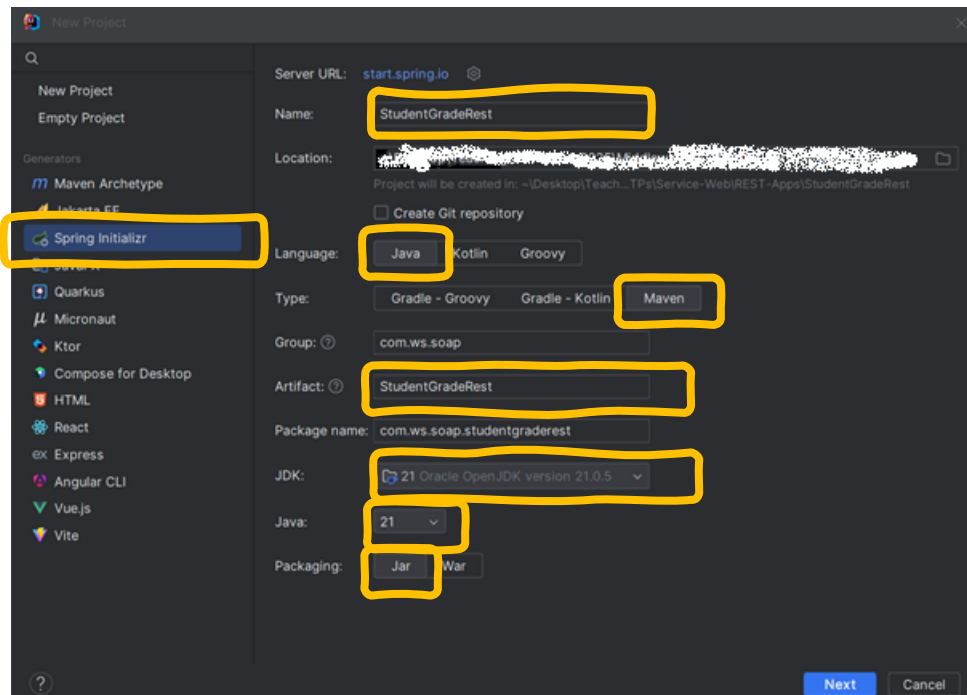 New Project
Server URL: start.spring.io
New Project
Empty Project
Name: StudentGradeRest
Location:
Generators
Project will be created in: ~\Desktop\Teach...TPs\Service-Web\REST-Apps\StudentGradeRest
Maven Archetype
Jakarta EE
Create Git repository
Spring Initializr
Language: Java Kotlin Groovy
JavaFX
Quarkus
Type: Gradle - Groovy Gradle - Kotlin Maven
Micronaut
Ktor
Group: com.ws.soap
Compose for Desktop
Artifact: StudentGradeRest
HTML
React
Package name: com.ws.soap.studentgraderest
Express
Angular CLI
JDK: 21 Oracle OpenJDK version 21.0.5
Vue.js
Java: 21
Vite
Packaging: Jar War
? Next Cancel